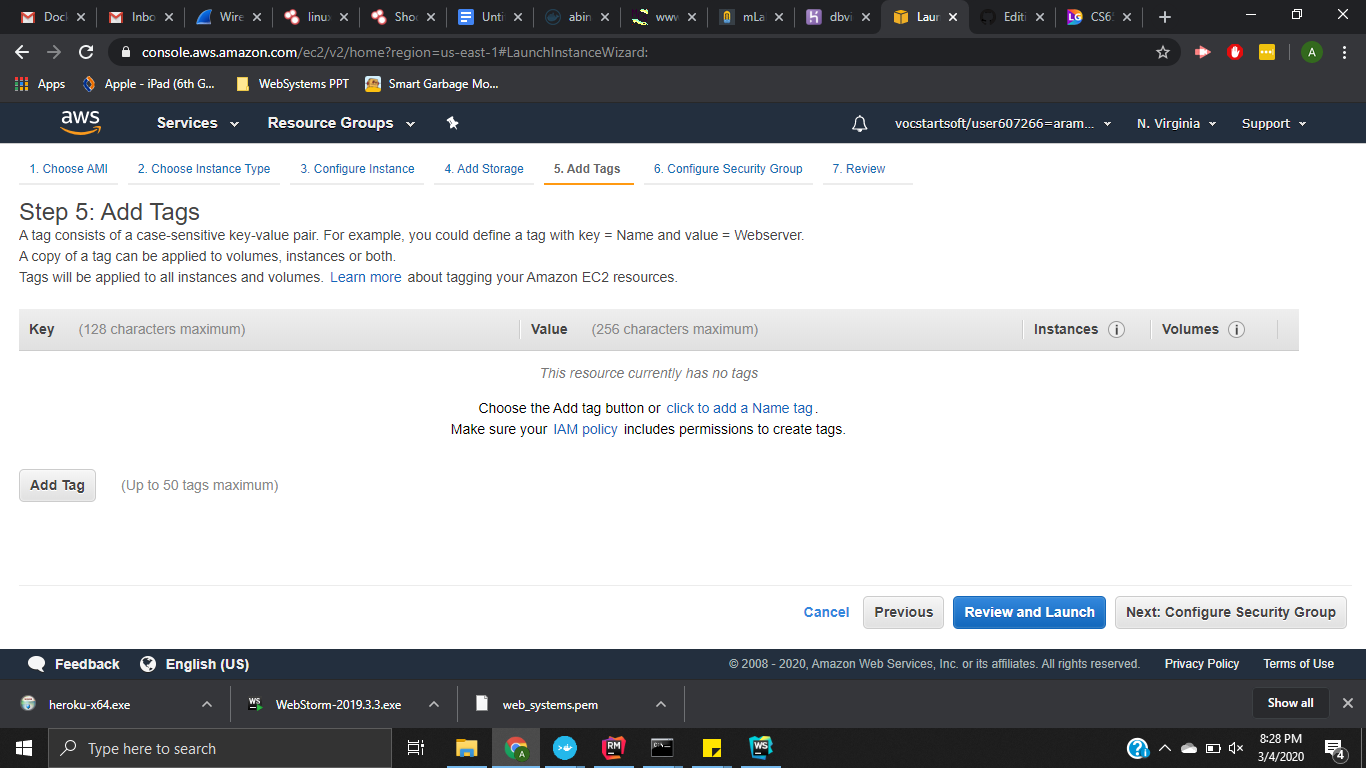 Doc
Inbo
Wire
linux
Sho
Unti
abin
www
mLa
dbvi
Laur
Editi
CS6
console.aws.amazon.com/ec2/v2/home?region=us-east-1#LaunchInstanceWizard:
A
Apps
Apple - iPad (6th G...
WebSystems PPT
Smart Garbage Mo...
aws
Services
Resource Groups
vocstartsoft/user607266=aram...
N. Virginia
Support
1. Choose AMI
2. Choose Instance Type
3. Configure Instance
4. Add Storage
5. Add Tags
6. Configure Security Group
7. Review
Step 5: Add Tags
A tag consists of a case-sensitive key-value pair. For example, you could define a tag with key = Name and value = Webserver.
A copy of a tag can be applied to volumes, instances or both.
Tags will be applied to all instances and volumes. Learn more about tagging your Amazon EC2 resources.
Key (128 characters maximum)
Value (256 characters maximum)
Instances
Volumes
This resource currently has no tags
Choose the Add tag button or click to add a Name tag.
Make sure your IAM policy includes permissions to create tags.
Add Tag
(Up to 50 tags maximum)
Cancel
Previous
Review and Launch
Next: Configure Security Group
Feedback
English (US)
© 2008 - 2020, Amazon Web Services, Inc. or its affiliates. All rights reserved.
Privacy Policy
Terms of Use
heroku-x64.exe
WebStorm-2019.3.3.exe
web_systems.pem
Show all
Type here to search
8:28 PM
3/4/2020
4